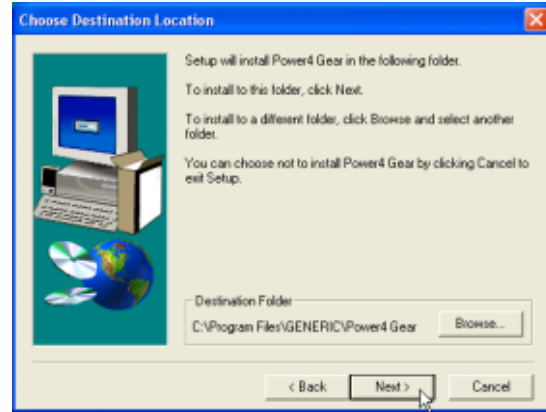 Choose Destination Location
Setup will install Power4 Gear in the following folder.
To install to this folder, click Next.
To install to a different folder, click Browse and select another
folder.
You can choose not to install Power4 Gear by clicking Cancel to
exit Setup.
Destination Folder
C:\Program Files\GENERIC\Power4 Gear
Browse...
< Back
Next >
Cancel